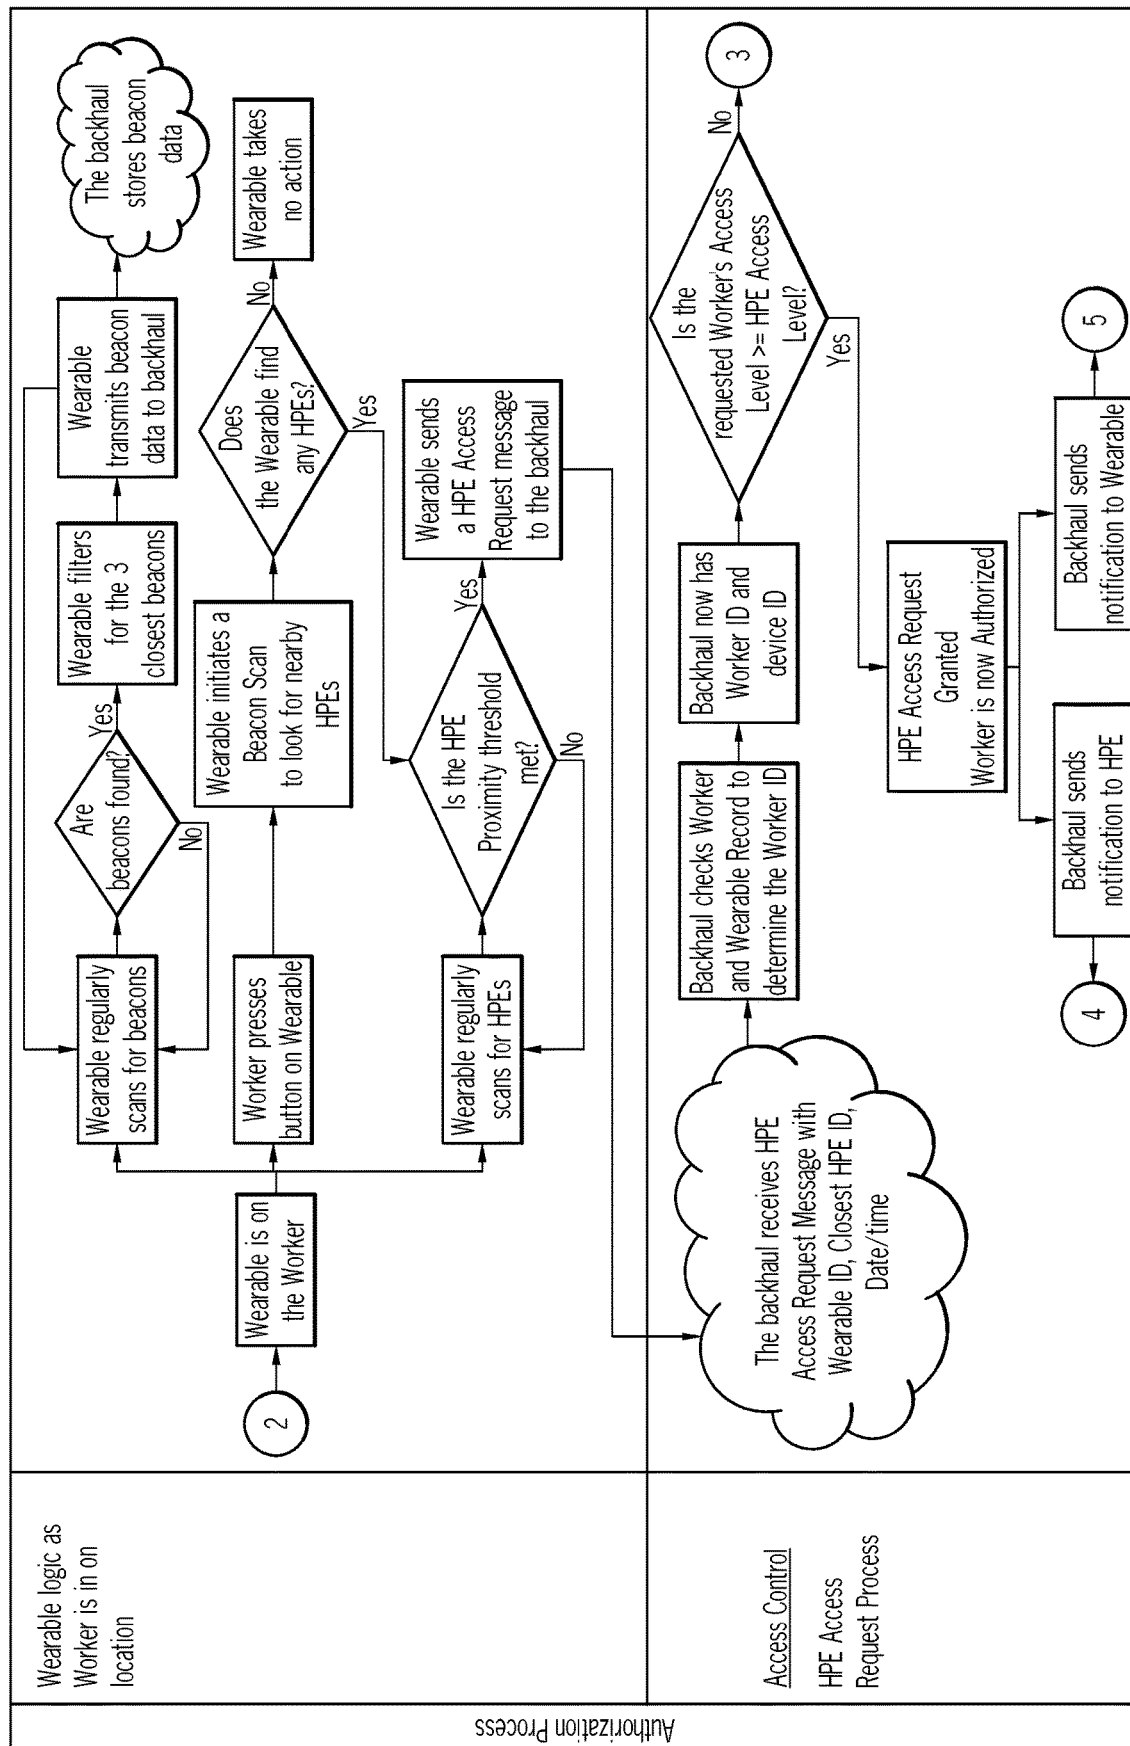 Authorization Process
Wearable logic as
Worker is in on
location
2
Wearable is on
the Worker
Wearable regularly
scans for beacons
Are
beacons found?
Yes
No
Wearable filters
for the 3
closest beacons
Wearable
transmits beacon
data to backhaul
The backhaul
stores beacon
data
Worker presses
button on Wearable
Wearable initiates a
Beacon Scan
to look for nearby
HPEs
Does
the Wearable find
any HPEs?
No
Yes
Wearable takes
no action
Wearable regularly
scans for HPEs
Is the HPE
Proximity threshold
met?
Yes
No
Wearable sends
a HPE Access
Request message
to the backhaul
Access Control
HPE Access
Request Process
The backhaul receives HPE
Access Request Message with
Wearable ID, Closest HPE ID,
Date/time
Backhaul checks Worker
and Wearable Record to
determine the Worker ID
Backhaul now has
Worker ID and
device ID
Is the
requested Worker's Access
Level >= HPE Access
Level?
No
Yes
3
HPE Access Request
Granted
Worker is now Authorized
Backhaul sends
notification to HPE
4
Backhaul sends
notification to Wearable
5